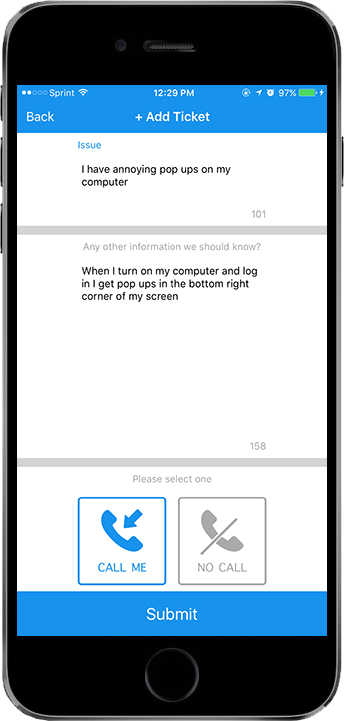 Sprint 12:29 PM 97%
Back + Add Ticket
Issue
I have annoying pop ups on my
computer
101
Any other information we should know?
When I turn on my computer and log
in I get pop ups in the bottom right
corner of my screen
158
Please select one
CALL ME NO CALL
Submit